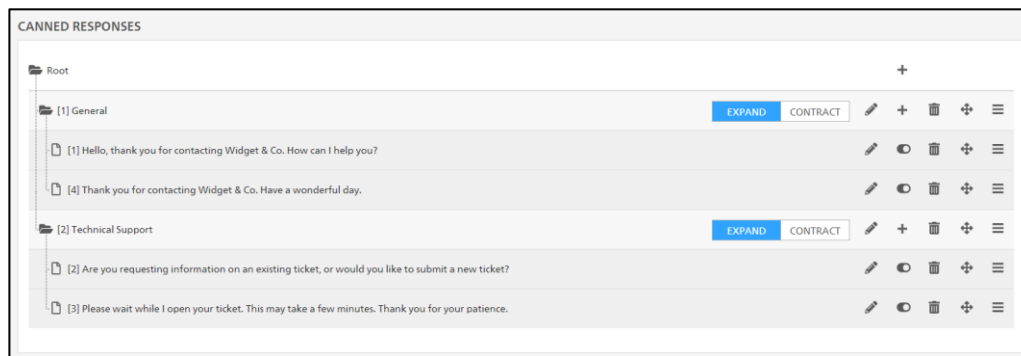 CANNED RESPONSES
Root
[1] General EXPAND CONTRACT
[1] Hello, thank you for contacting Widget & Co. How can I help you?
[4] Thank you for contacting Widget & Co. Have a wonderful day.
[2] Technical Support EXPAND CONTRACT
[2] Are you requesting information on an existing ticket, or would you like to submit a new ticket?
[3] Please wait while I open your ticket. This may take a few minutes. Thank you for your patience.